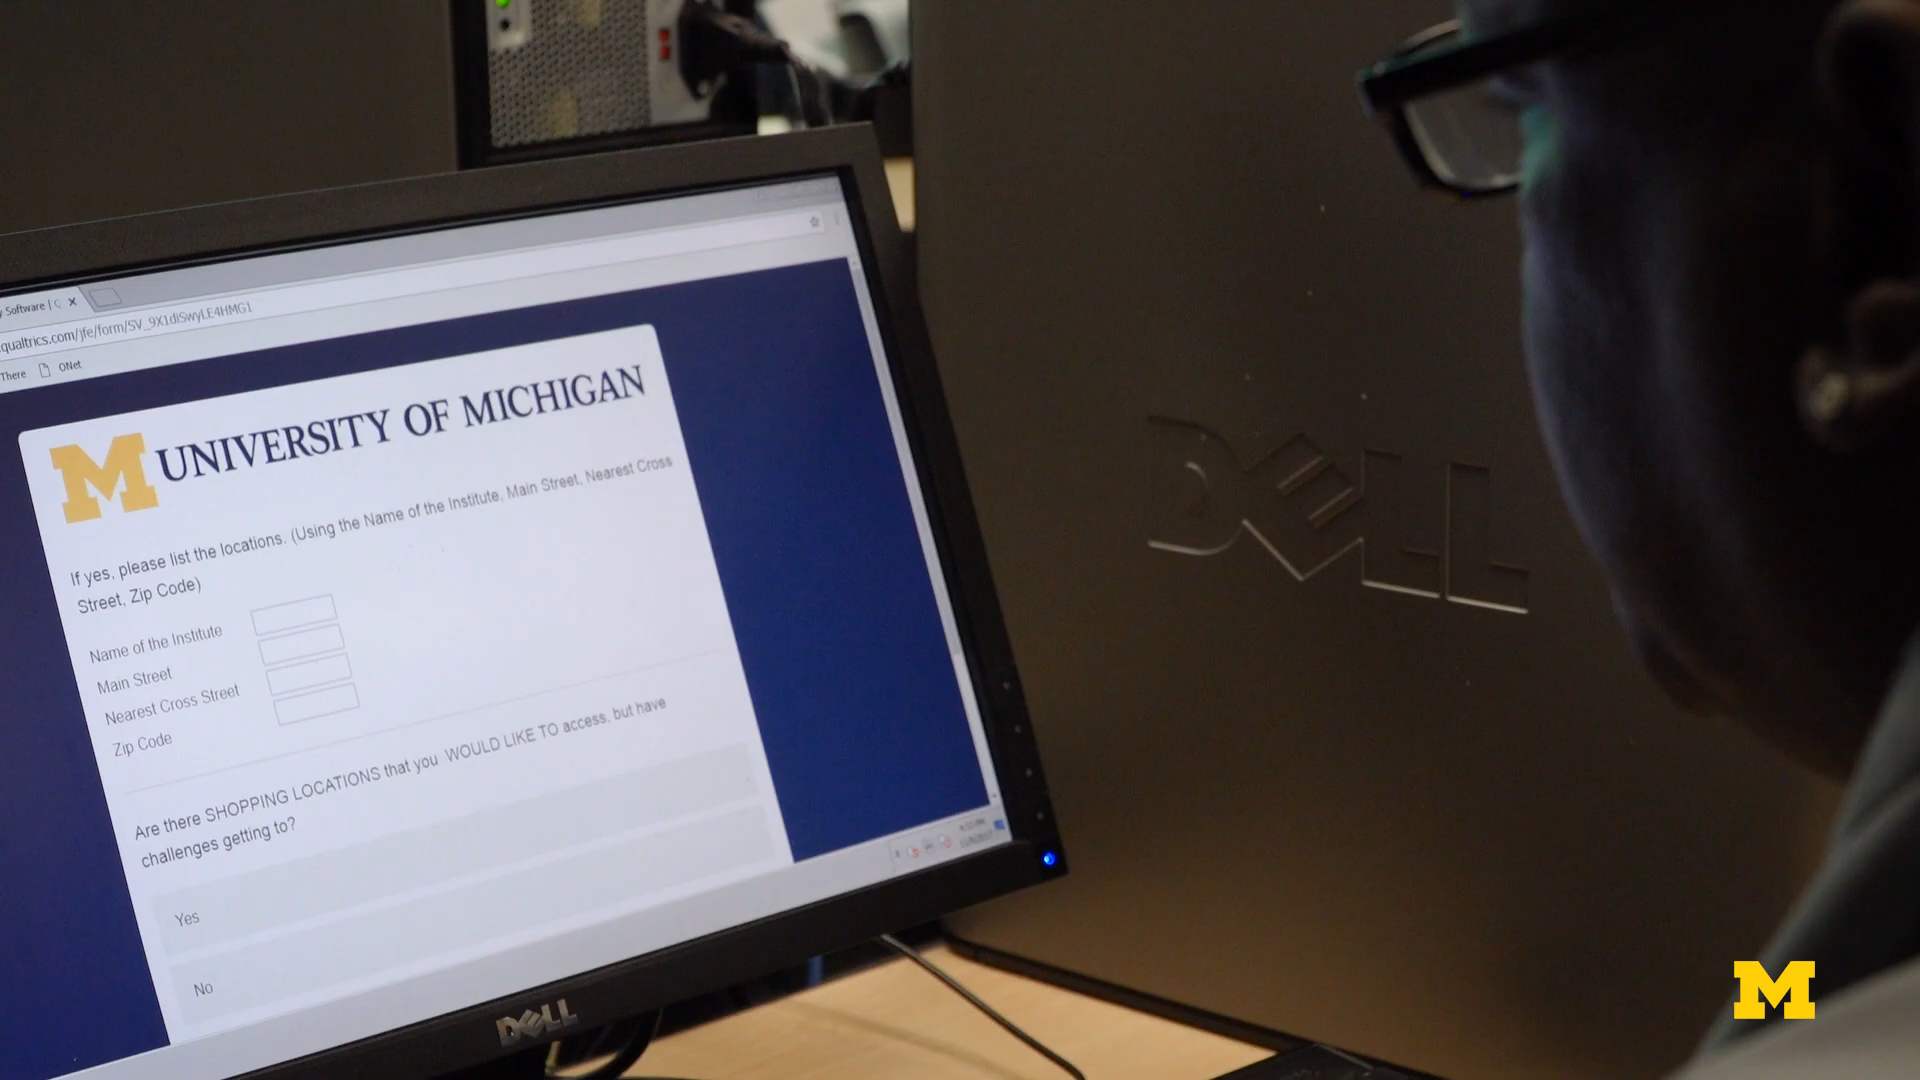 y Software | Q
qualtrics.com/jfe/form/SV_9X1diSwyLE4HMG1
There ONet
M UNIVERSITY OF MICHIGAN
If yes, please list the locations. (Using the Name of the Institute, Main Street, Nearest Cross
Street, Zip Code)
Name of the Institute
Main Street
Nearest Cross Street
Zip Code
Are there SHOPPING LOCATIONS that you WOULD LIKE TO access, but have
challenges getting to?
Yes
No
DELL
DELL
M